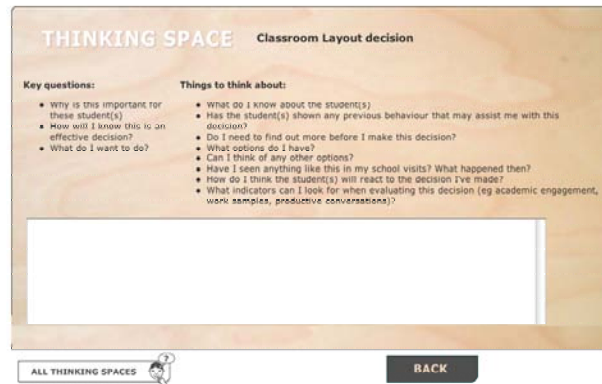 THINKING SPACE Classroom Layout decision
Key questions:
• Why is this important for
these student(s)
• How will I know this is an
effective decision?
• What do I want to do?
Things to think about:
• What do I know about the student(s)
• Has the student(s) shown any previous behaviour that may assist me with this
decision?
• Do I need to find out more before I make this decision?
• What options do I have?
• Can I think of any other options?
• Have I seen anything like this in my school visits? What happened then?
• How do I think the student(s) will react to the decision I've made?
• What indicators can I look for when evaluating this decision (eg academic engagement,
work samples, productive conversations)?
ALL THINKING SPACES ?
BACK